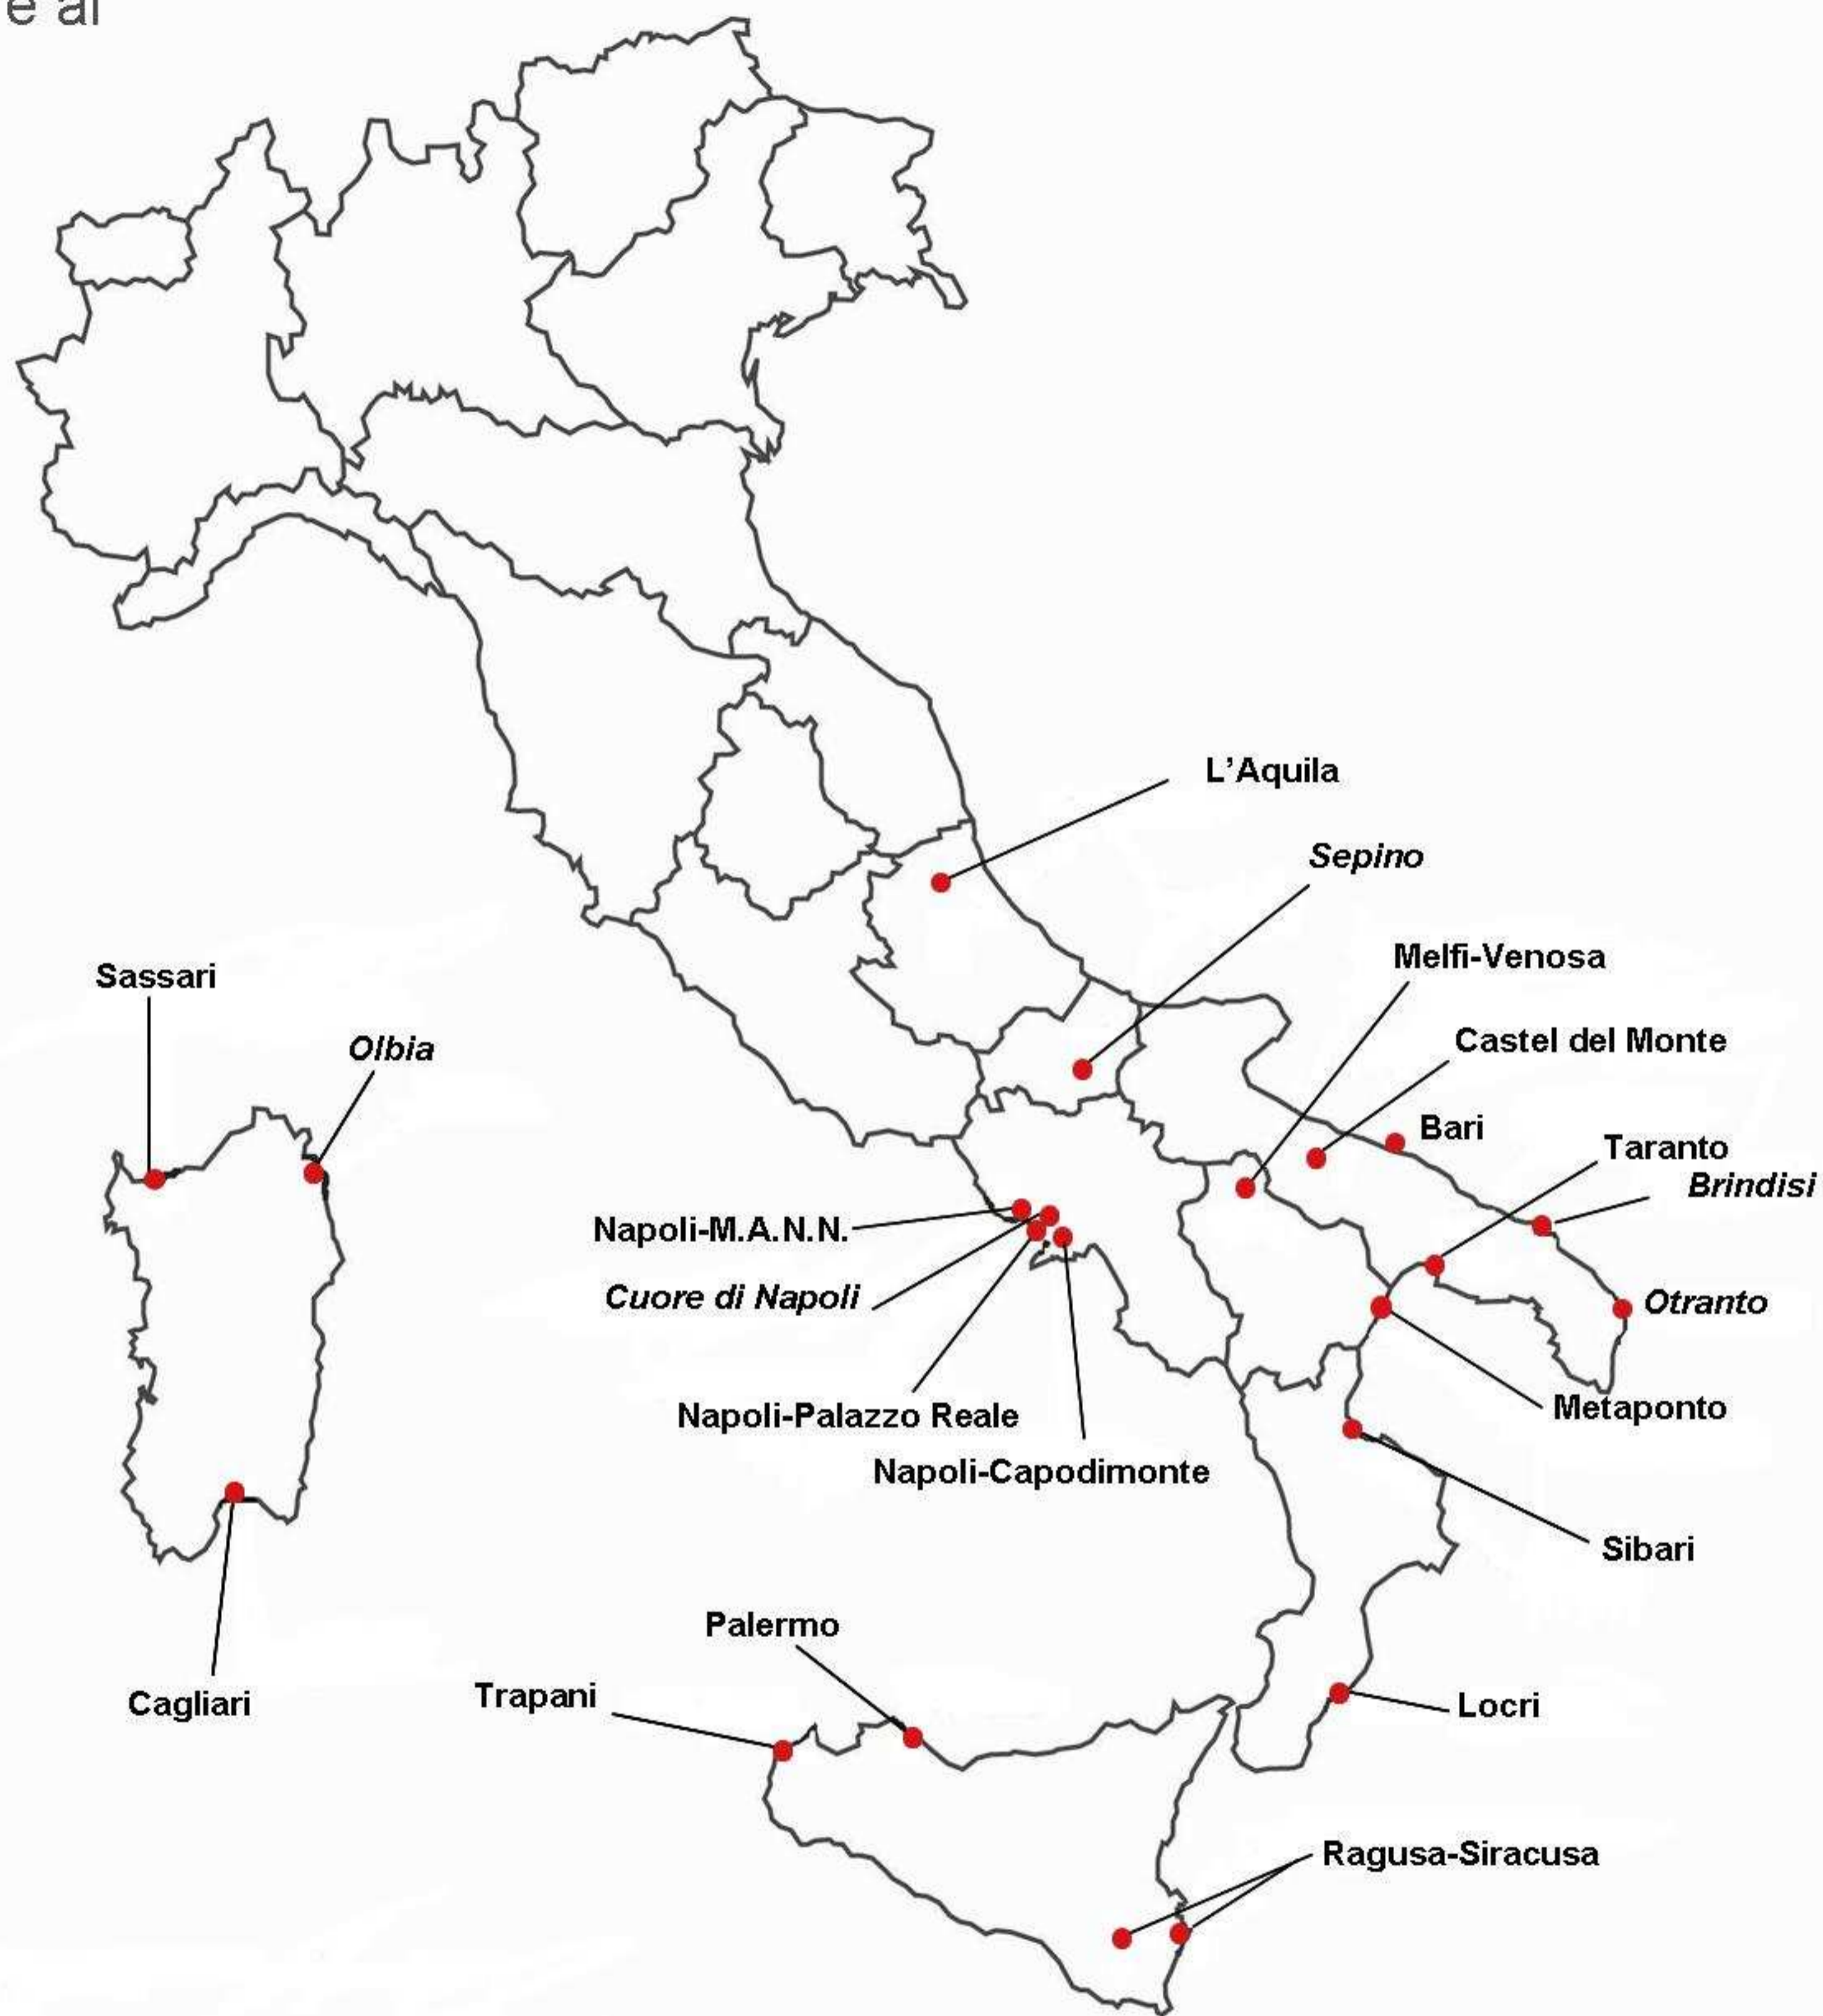 e ai
L’Aquila
Sepino
Melfi-Venosa
Sassari
Castel del Monte
Olbia
Bari
Taranto
Brindisi
Napoli-M.A.N.N.
Cuore di Napoli
Otranto
Metaponto
Napoli-Palazzo Reale
Napoli-Capodimonte
Sibari
Palermo
Trapani
Cagliari
Locri
Ragusa-Siracusa